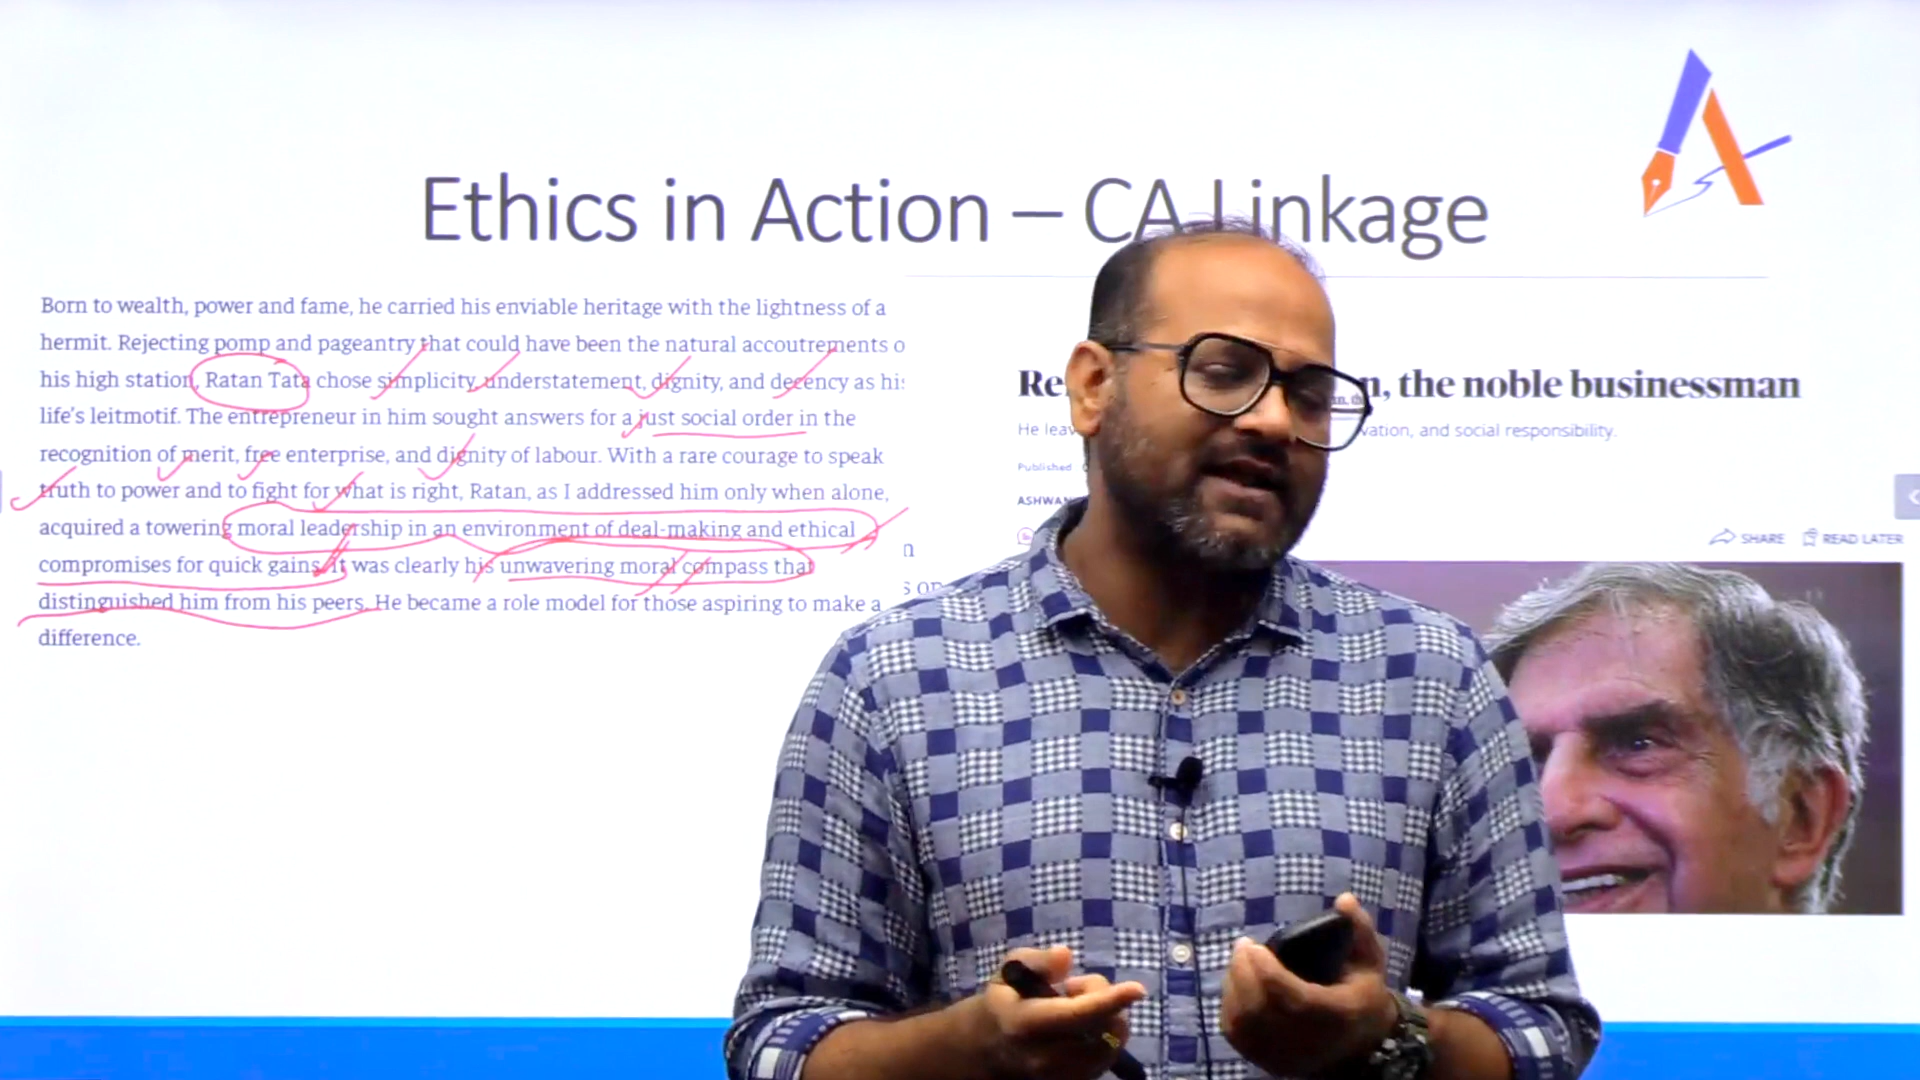 Ethics in Action – CA Linkage
Born to wealth, power and fame, he carried his enviable heritage with the lightness of a
hermit. Rejecting pomp and pageantry that could have been the natural accoutrements o
his high station, Ratan Tata chose simplicity, understatement, dignity, and decency as his
life's leitmotif. The entrepreneur in him sought answers for a just social order in the
recognition of merit, free enterprise, and dignity of labour. With a rare courage to speak
truth to power and to fight for what is right, Ratan, as I addressed him only when alone,
acquired a towering moral leadership in an environment of deal-making and ethical
compromises for quick gains. It was clearly his unwavering moral compass that
distinguished him from his peers. He became a role model for those aspiring to make a
difference.
n, the noble businessman
He leav vation, and social responsibility.
Published
ASHWAN
SHARE READ LATER